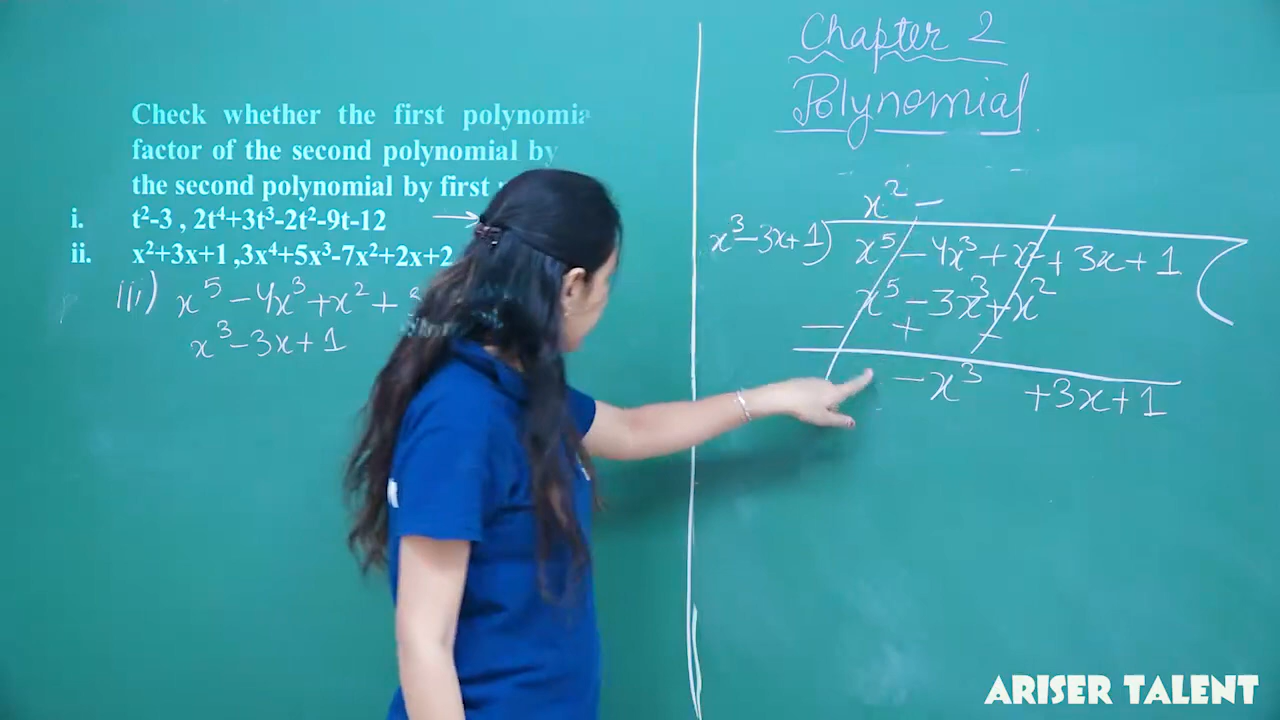 Chapter 2
Polynomial
Check whether the first
factor of the second polynomial by
the second polynomial by first
i. t²-3 , 2t⁴+3t³-2t²-9t-12
ii. x²+3x+1 ,3x⁴+5x³-7x²+2x+2
iii) x⁵ - 4x³ + x² +
x³ - 3x + 1
x² -
x³ - 3x + 1) x⁵ - 4x³ + x² + 3x + 1 (
x⁵ - 3x³ + x²
- + -
- x³ + 3x + 1
ARISER TALENT